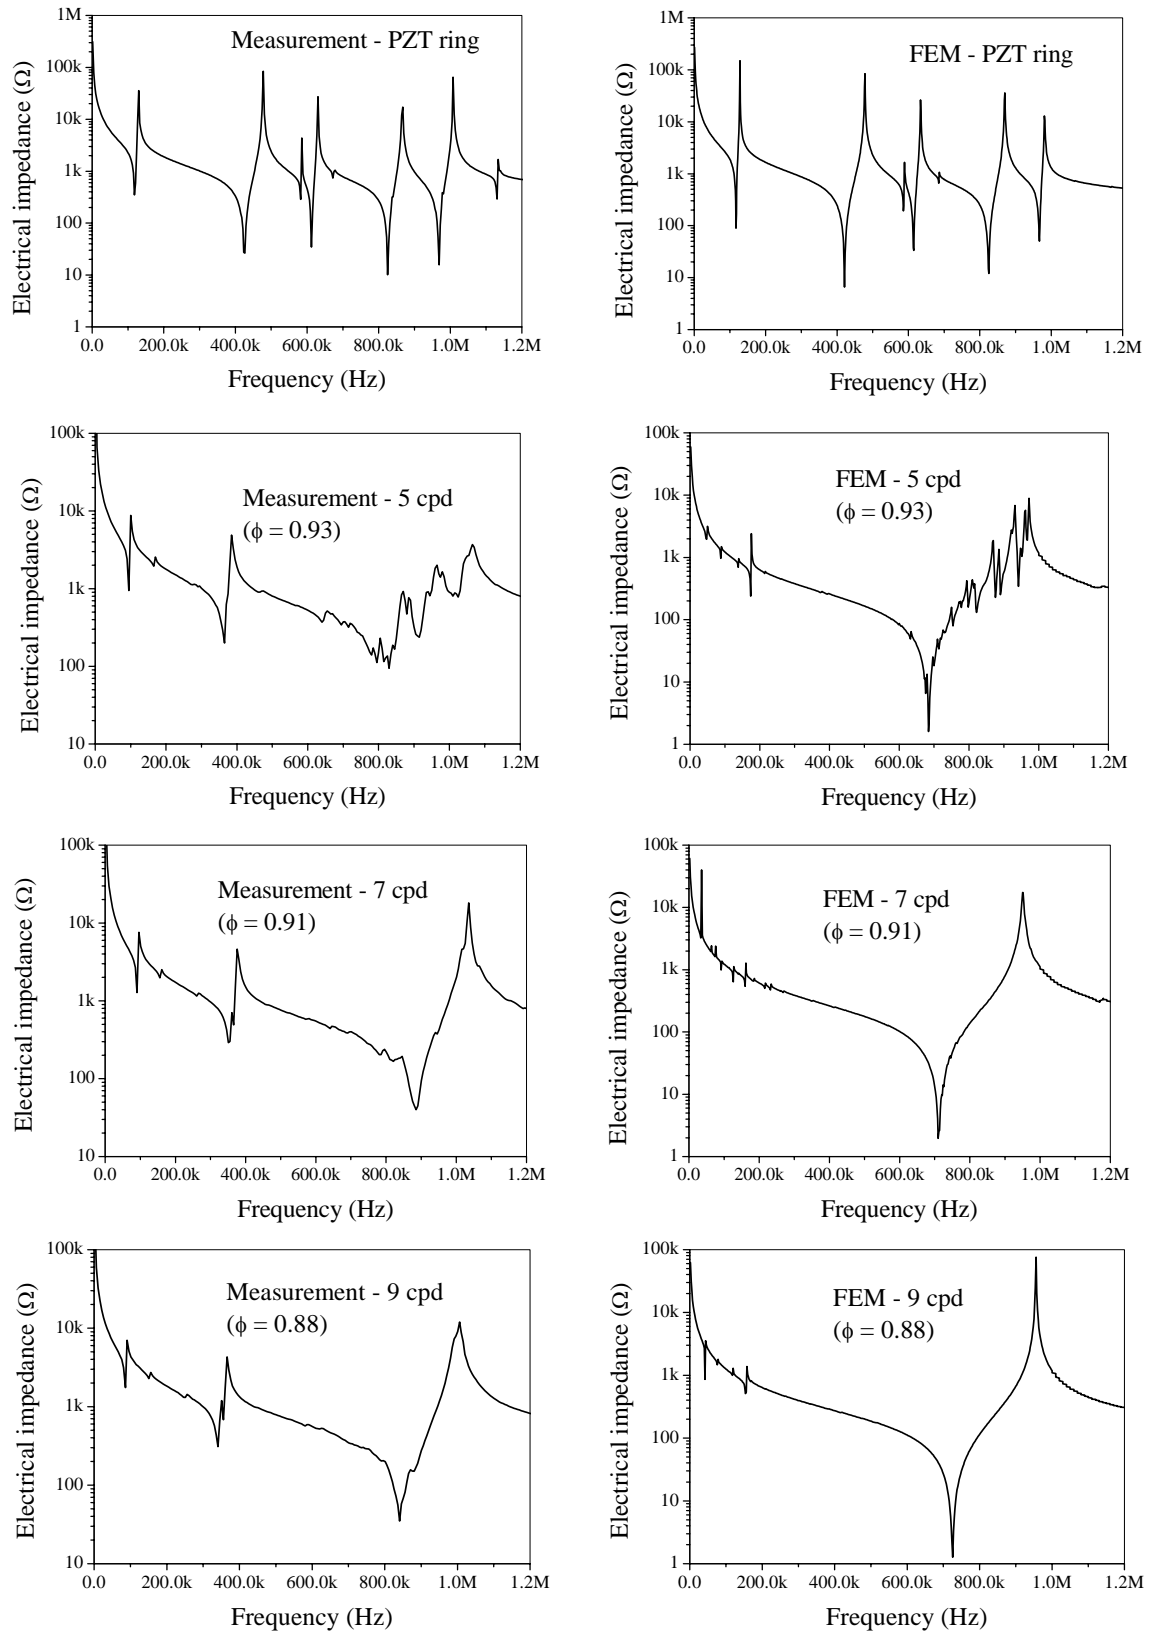 Measurement - PZT ring
Electrical impedance (Ω)
1M
100k
10k
1k
100
10
1
0.0 200.0k 400.0k 600.0k 800.0k 1.0M 1.2M
Frequency (Hz)
FEM - PZT ring
Electrical impedance (Ω)
1M
100k
10k
1k
100
10
1
0.0 200.0k 400.0k 600.0k 800.0k 1.0M 1.2M
Frequency (Hz)
Measurement - 5 cpd
(ϕ = 0.93)
Electrical impedance (Ω)
100k
10k
1k
100
10
0.0 200.0k 400.0k 600.0k 800.0k 1.0M 1.2M
Frequency (Hz)
FEM - 5 cpd
(ϕ = 0.93)
Electrical impedance (Ω)
100k
10k
1k
100
10
1
0.0 200.0k 400.0k 600.0k 800.0k 1.0M 1.2M
Frequency (Hz)
Measurement - 7 cpd
(ϕ = 0.91)
Electrical impedance (Ω)
100k
10k
1k
100
10
0.0 200.0k 400.0k 600.0k 800.0k 1.0M 1.2M
Frequency (Hz)
FEM - 7 cpd
(ϕ = 0.91)
Electrical impedance (Ω)
100k
10k
1k
100
10
1
0.0 200.0k 400.0k 600.0k 800.0k 1.0M 1.2M
Frequency (Hz)
Measurement - 9 cpd
(ϕ = 0.88)
Electrical impedance (Ω)
100k
10k
1k
100
10
0.0 200.0k 400.0k 600.0k 800.0k 1.0M 1.2M
Frequency (Hz)
FEM - 9 cpd
(ϕ = 0.88)
Electrical impedance (Ω)
100k
10k
1k
100
10
1
0.0 200.0k 400.0k 600.0k 800.0k 1.0M 1.2M
Frequency (Hz)